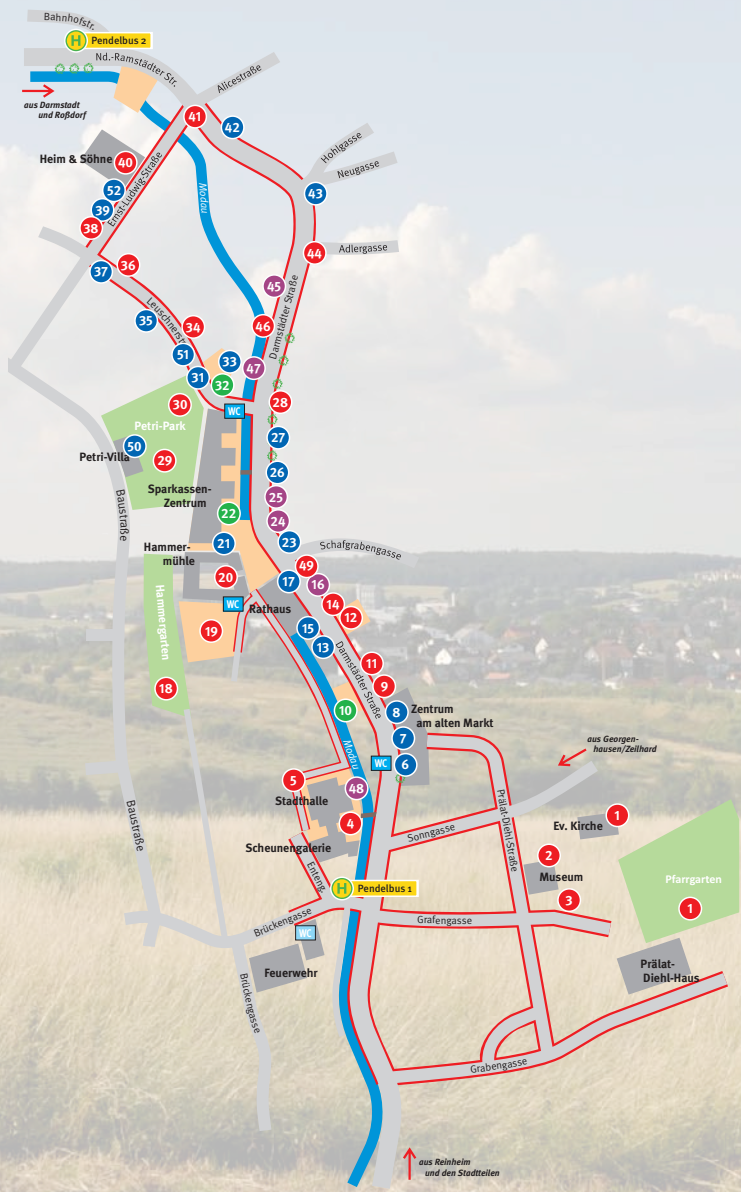 Bahnhofstr.
H Pendelbus 2
Nd.-Ramstädter Str.
Alicestraße
aus Darmstadt
und Roßdorf
41
42
Hohlgasse
Neugasse
Heim & Söhne
40
52
39
38
Ernst-Ludwig-Straße
Modau
43
Adlergasse
44
37
36
45
Leuschnerstr.
35
34
46
Darmstädter Straße
51
33
47
31
32
30
WC
28
Petri-Park
Petri-Villa
50
29
27
26
Sparkassen-
Zentrum
25
22
24
Baustraße
Hammer-
mühle
21
23
Schafgrabengasse
49
20
17
16
Hammergarten
WC
Rathaus
14
12
19
15
13
Darmstädter Straße
11
9
18
10
8
Zentrum
am alten Markt
7
Modau
WC
6
aus Georgen-
hausen/Zeilhard
5
48
Stadthalle
Baustraße
4
Sonngasse
Prälat-Diehl-Straße
Ev. Kirche
1
Scheunengalerie
2
Museum
Enteng.
H Pendelbus 1
3
Pfarrgarten
1
Brückengasse
Grafengasse
WC
Feuerwehr
Prälat-
Diehl-Haus
Brückengasse
Grabengasse
aus Reinheim
und den Stadtteilen